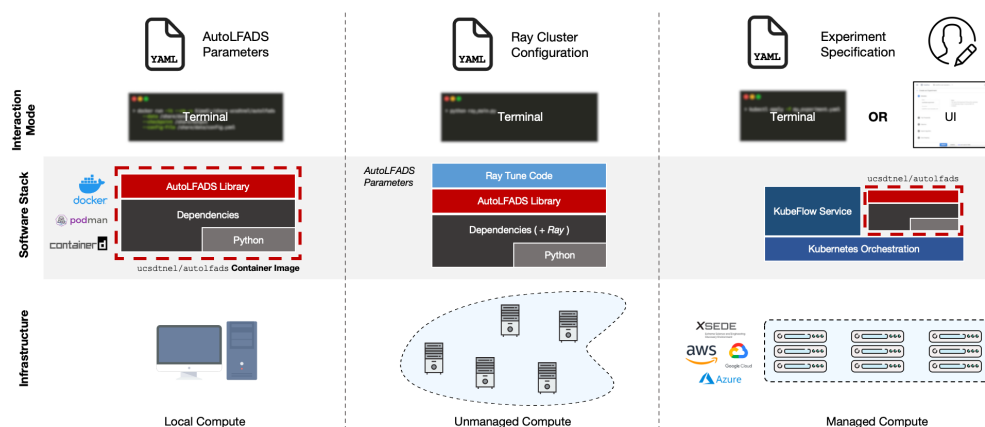 YAML
AutoLFADS
Parameters
YAML
Ray Cluster
Configuration
YAML
Experiment
Specification
Interaction
Mode
Terminal
Terminal
Terminal
OR
UI
Software Stack
docker
podman
containerd
AutoLFADS Library
Dependencies
Python
ucsdtnel/autolfads Container Image
AutoLFADS
Parameters
Ray Tune Code
AutoLFADS Library
Dependencies ( + Ray )
Python
ucsdtnel/autolfads
KubeFlow Service
Kubernetes Orchestration
Infrastructure
XSEDE
aws
Google Cloud
Azure
Local Compute
Unmanaged Compute
Managed Compute